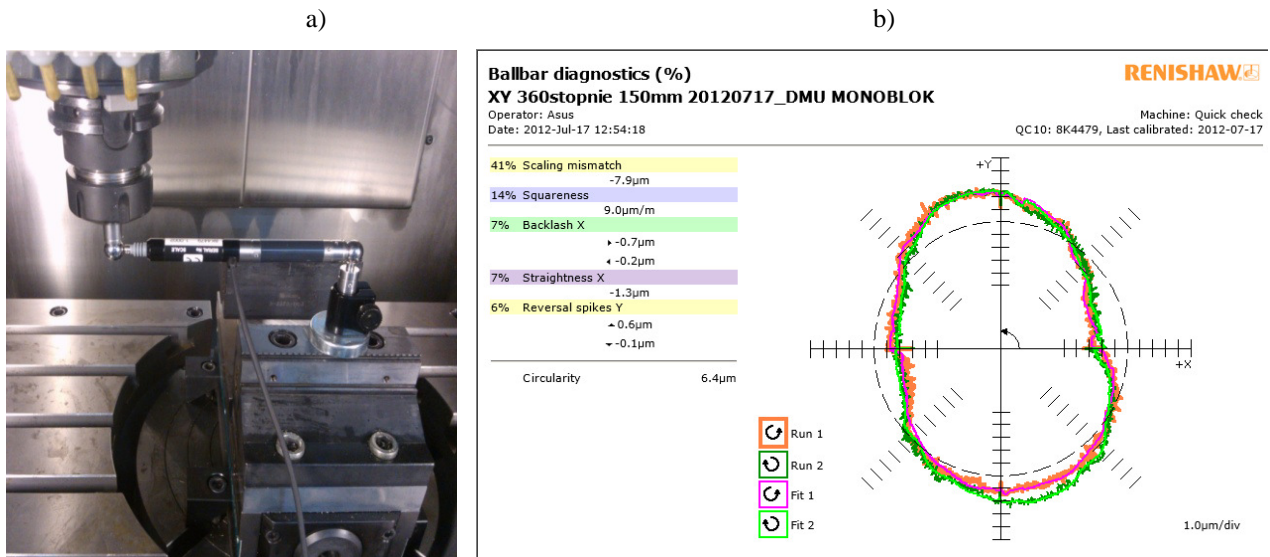 a)
b)
Ballbar diagnostics (%)
XY 360stopnie 150mm 20120717_DMU MONOBLOK
Operator: Asus
Date: 2012-Jul-17 12:54:18
RENISHAW
Machine: Quick check
QC10: 8K4479, Last calibrated: 2012-07-17
41% Scaling mismatch
-7.9µm
14% Squareness
9.0µm/m
7% Backlash X
-0.7µm
-0.2µm
7% Straightness X
-1.3µm
6% Reversal spikes Y
0.6µm
-0.1µm
Circularity 6.4µm
+Y
+X
Run 1
Run 2
Fit 1
Fit 2
1.0µm/div